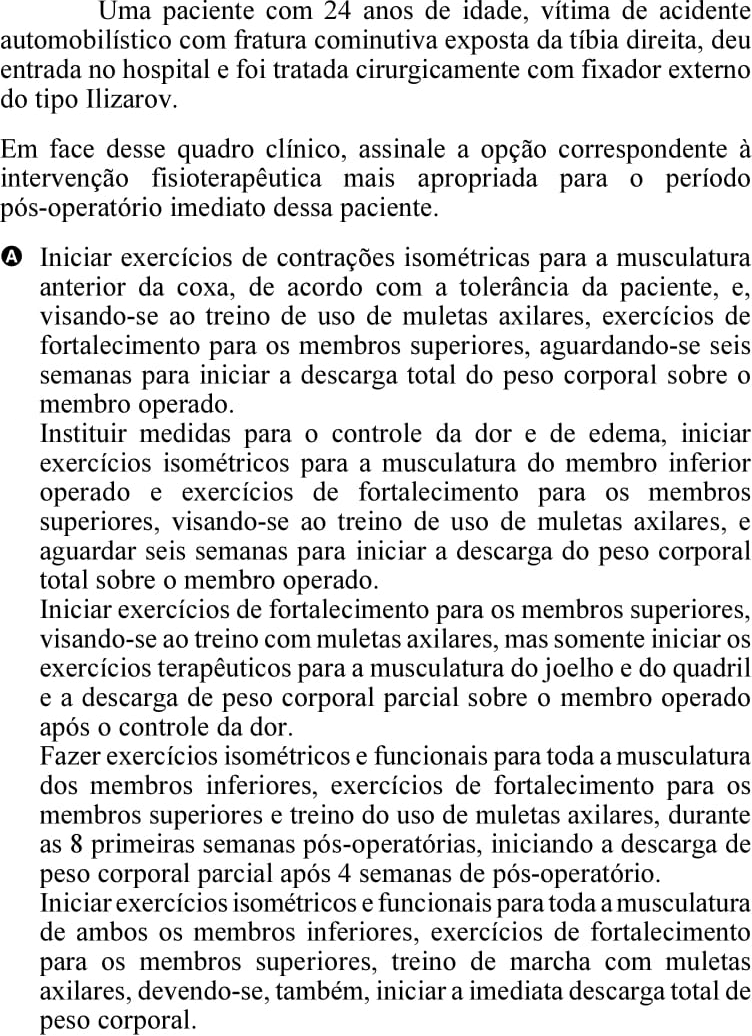 Uma paciente com 24 anos de idade, vítima de acidente
automobilístico com fratura cominutiva exposta da tíbia direita, deu
entrada no hospital e foi tratada cirurgicamente com fixador externo
do tipo Ilizarov.
Em face desse quadro clínico, assinale a opção correspondente à
intervenção fisioterapêutica mais apropriada para o período
pós-operatório imediato dessa paciente.
A Iniciar exercícios de contrações isométricas para a musculatura
anterior da coxa, de acordo com a tolerância da paciente, e,
visando-se ao treino de uso de muletas axilares, exercícios de
fortalecimento para os membros superiores, aguardando-se seis
semanas para iniciar a descarga total do peso corporal sobre o
membro operado.
Instituir medidas para o controle da dor e de edema, iniciar
exercícios isométricos para a musculatura do membro inferior
operado e exercícios de fortalecimento para os membros
superiores, visando-se ao treino de uso de muletas axilares, e
aguardar seis semanas para iniciar a descarga do peso corporal
total sobre o membro operado.
Iniciar exercícios de fortalecimento para os membros superiores,
visando-se ao treino com muletas axilares, mas somente iniciar os
exercícios terapêuticos para a musculatura do joelho e do quadril
e a descarga de peso corporal parcial sobre o membro operado
após o controle da dor.
Fazer exercícios isométricos e funcionais para toda a musculatura
dos membros inferiores, exercícios de fortalecimento para os
membros superiores e treino do uso de muletas axilares, durante
as 8 primeiras semanas pós-operatórias, iniciando a descarga de
peso corporal parcial após 4 semanas de pós-operatório.
Iniciar exercícios isométricos e funcionais para toda a musculatura
de ambos os membros inferiores, exercícios de fortalecimento
para os membros superiores, treino de marcha com muletas
axilares, devendo-se, também, iniciar a imediata descarga total de
peso corporal.